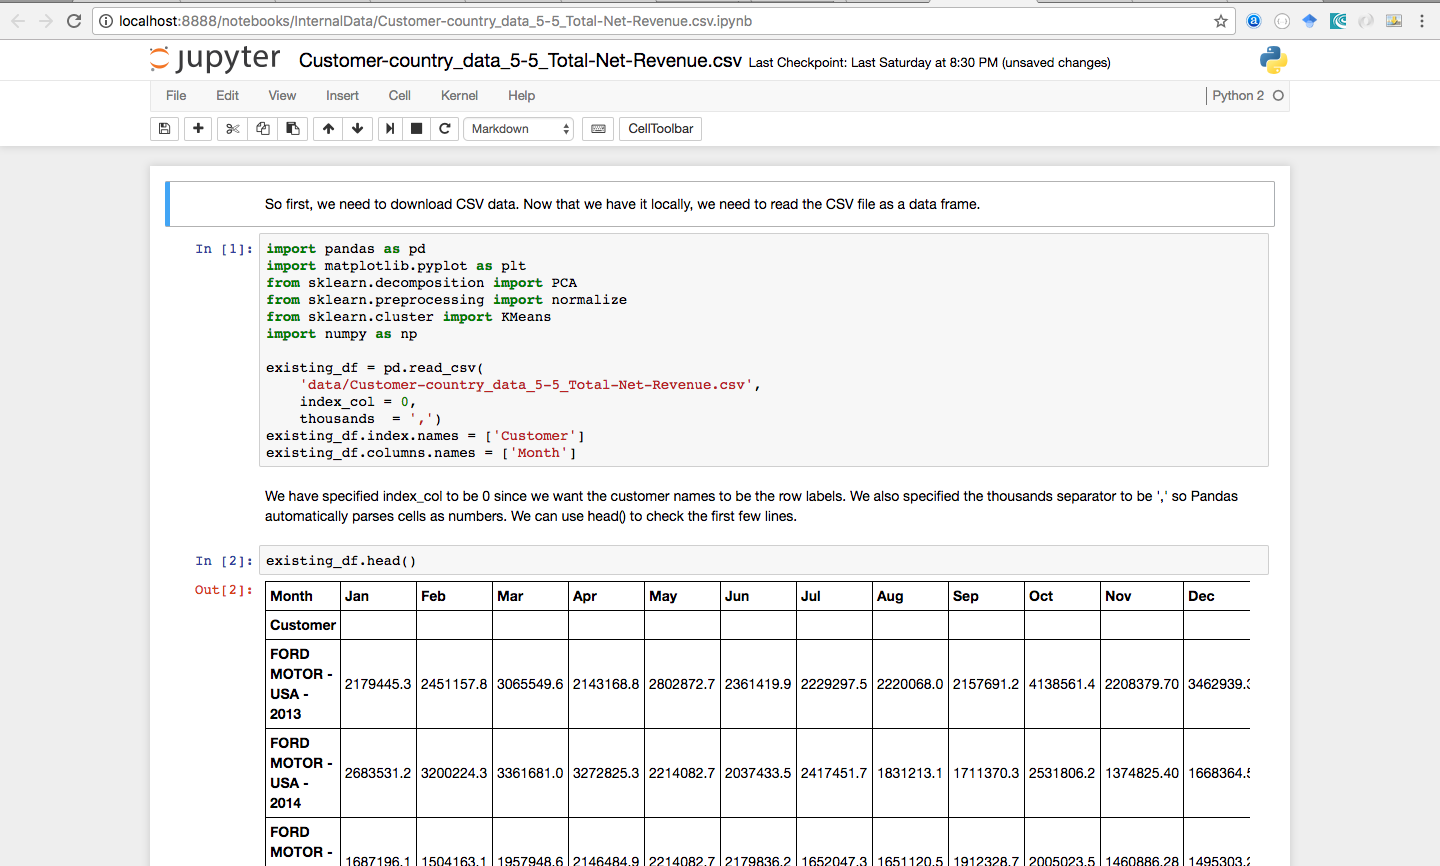 localhost:8888/notebooks/InternalData/Customer-country_data_5-5_Total-Net-Revenue.csv.ipynb
jupyter Customer-country_data_5-5_Total-Net-Revenue.csv Last Checkpoint: Last Saturday at 8:30 PM (unsaved changes)
File Edit View Insert Cell Kernel Help Python 2
Markdown CellToolbar
So first, we need to download CSV data. Now that we have it locally, we need to read the CSV file as a data frame.
In [1]: import pandas as pd
import matplotlib.pyplot as plt
from sklearn.decomposition import PCA
from sklearn.preprocessing import normalize
from sklearn.cluster import KMeans
import numpy as np
existing_df = pd.read_csv(
    'data/Customer-country_data_5-5_Total-Net-Revenue.csv',
    index_col = 0,
    thousands  = ',')
existing_df.index.names = ['Customer']
existing_df.columns.names = ['Month']
We have specified index_col to be 0 since we want the customer names to be the row labels. We also specified the thousands separator to be ',' so Pandas
automatically parses cells as numbers. We can use head() to check the first few lines.
In [2]: existing_df.head()
Out[2]:
Month Jan Feb Mar Apr May Jun Jul Aug Sep Oct Nov Dec
Customer
FORD
MOTOR -
USA -
2013
2179445.3 2451157.8 3065549.6 2143168.8 2802872.7 2361419.9 2229297.5 2220068.0 2157691.2 4138561.4 2208379.70 3462939.
FORD
MOTOR -
USA -
2014
2683531.2 3200224.3 3361681.0 3272825.3 2214082.7 2037433.5 2417451.7 1831213.1 1711370.3 2531806.2 1374825.40 1668364.
FORD
MOTOR -
1687196.1 1504163.1 1957948.6 2146484.9 2214082.7 2179836.2 1652047.3 1651120.5 1912328.7 2005023.5 1460886.28 1495303.